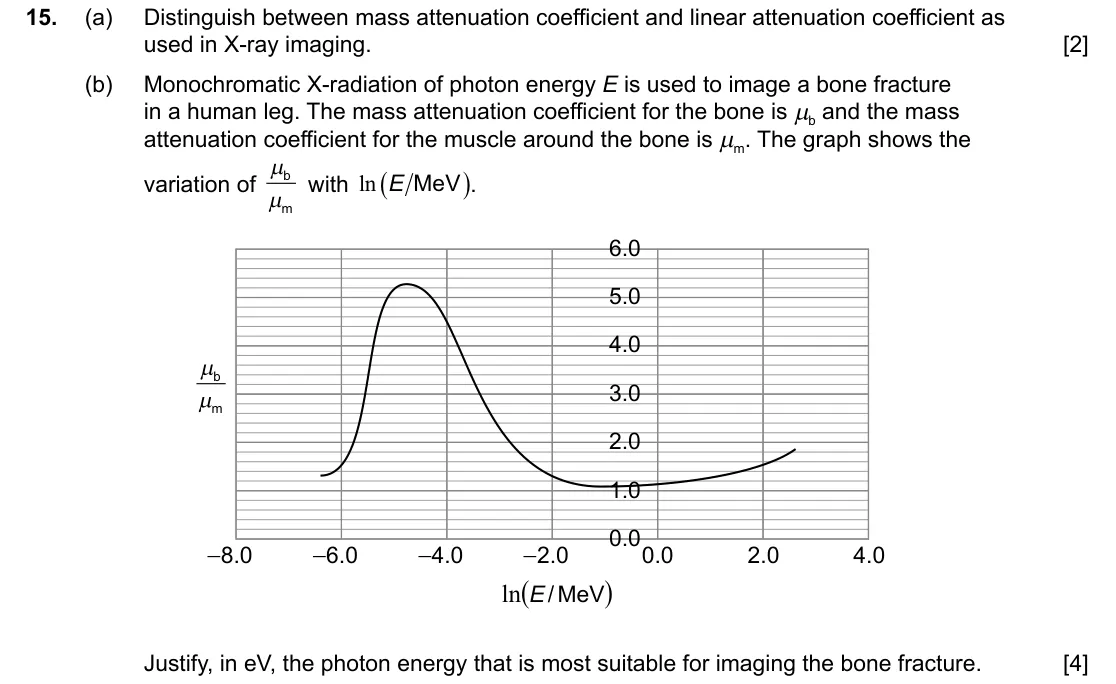 15. (a) Distinguish between mass attenuation coefficient and linear attenuation coefficient as
used in X-ray imaging. [2]
(b) Monochromatic X-radiation of photon energy E is used to image a bone fracture
in a human leg. The mass attenuation coefficient for the bone is μb and the mass
attenuation coefficient for the muscle around the bone is μm. The graph shows the
variation of μb/μm with ln(E/MeV).
6.0
5.0
4.0
μb/μm
3.0
2.0
1.0
0.0
–8.0 –6.0 –4.0 –2.0 0.0 2.0 4.0
ln(E/MeV)
Justify, in eV, the photon energy that is most suitable for imaging the bone fracture. [4]